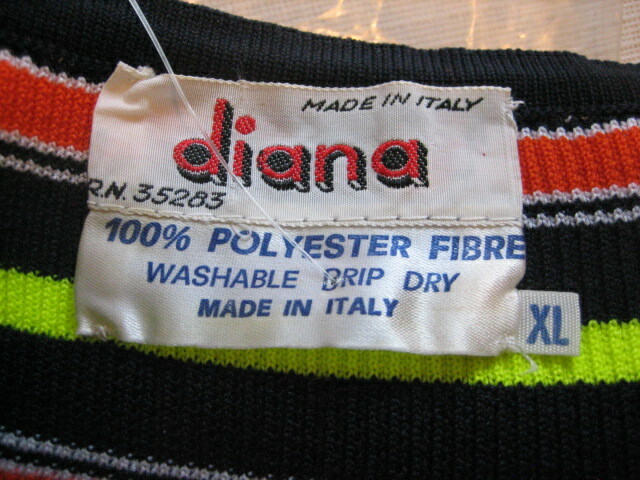 MADE IN ITALY
diana
R.N. 35283
100% POLYESTER FIBRE
WASHABLE DRIP DRY
MADE IN ITALY
XL